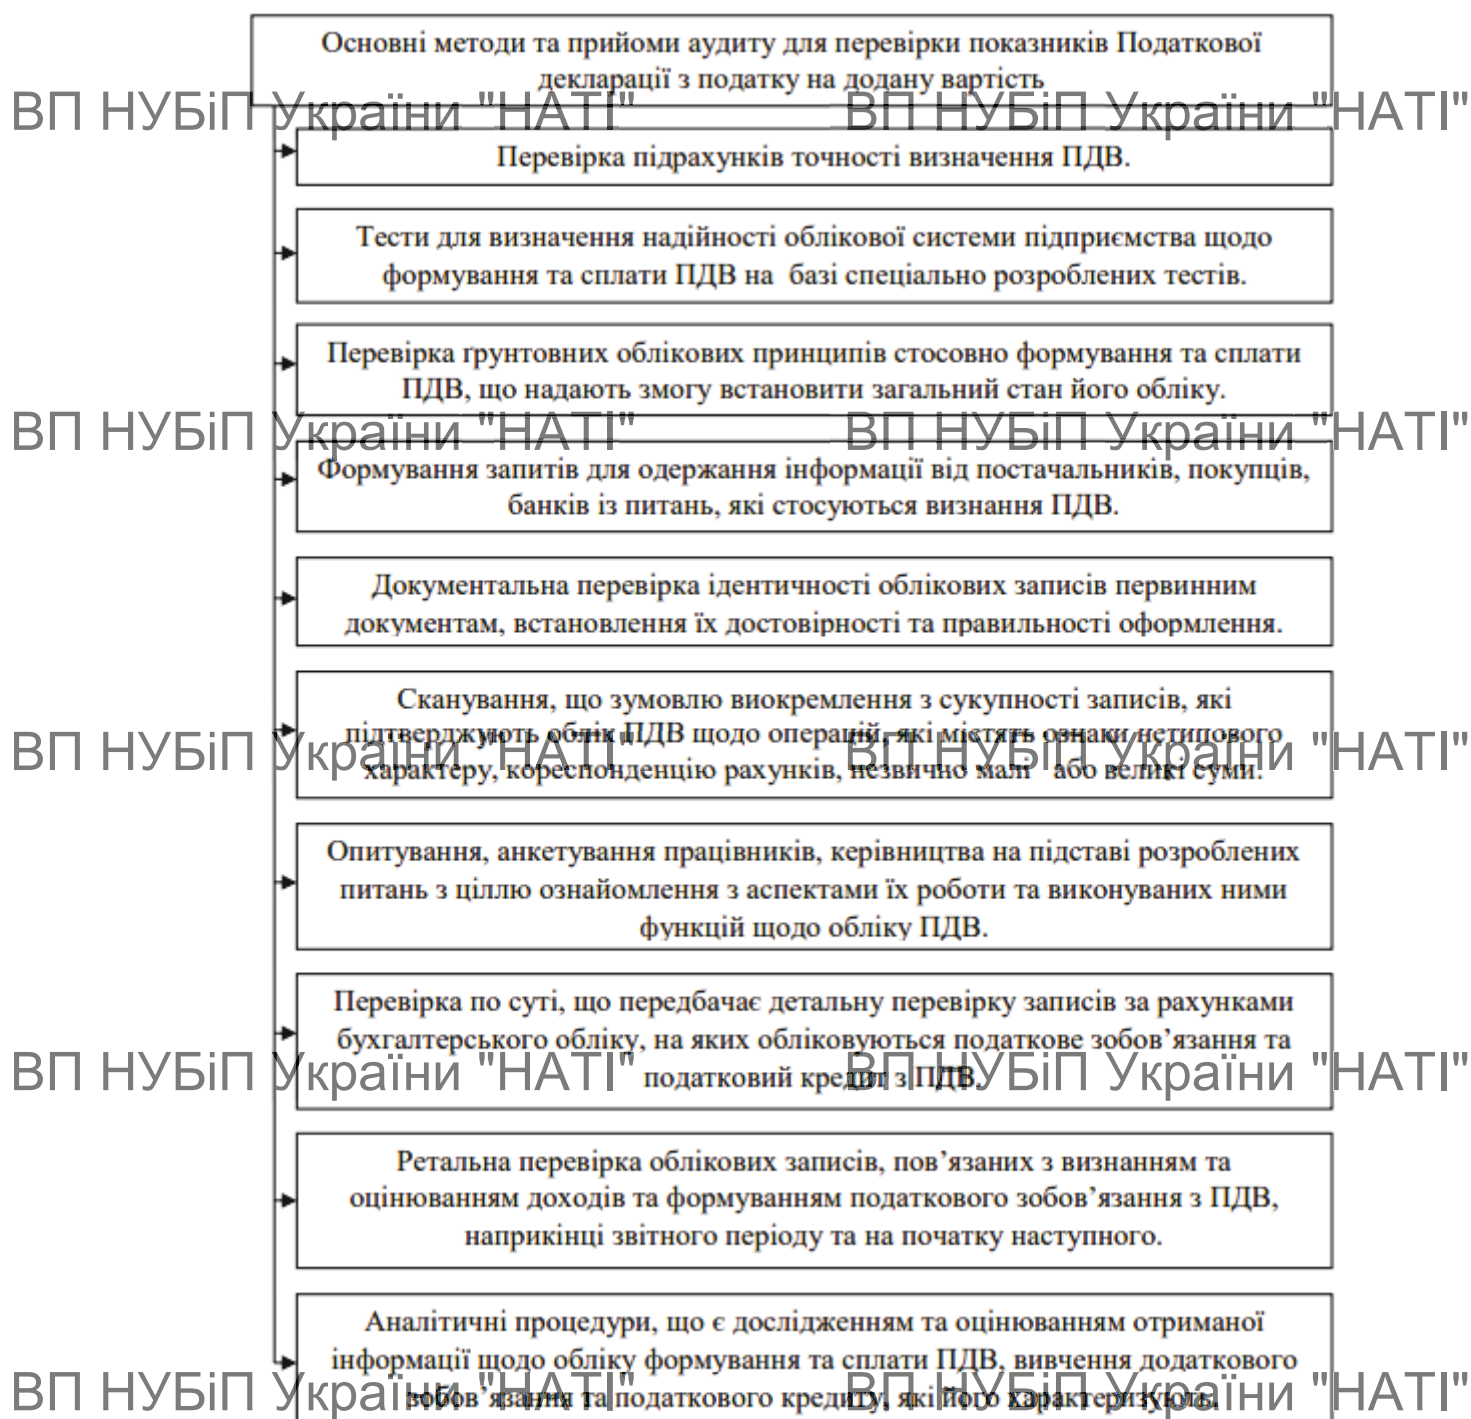 Основні методи та прийоми аудиту для перевірки показників Податкової
декларації з податку на додану вартість
ВП НУБіП України "НАТІ" ВП НУБіП України "НАТІ"
Перевірка підрахунків точності визначення ПДВ.
Тести для визначення надійності облікової системи підприємства щодо
формування та сплати ПДВ на базі спеціально розроблених тестів.
Перевірка ґрунтовних облікових принципів стосовно формування та сплати
ПДВ, що надають змогу встановити загальний стан його обліку.
ВП НУБіП України "НАТІ" ВП НУБіП України "НАТІ"
Формування запитів для одержання інформації від постачальників, покупців,
банків із питань, які стосуються визнання ПДВ.
Документальна перевірка ідентичності облікових записів первинним
документам, встановлення їх достовірності та правильності оформлення.
Сканування, що зумовлю виокремлення з сукупності записів, які
підтверджують облік ПДВ щодо операцій, які містять ознаки нетипового
ВП НУБіП України "НАТІ" ВП НУБіП України "НАТІ"
характеру, кореспонденцію рахунків, незвично малі або великі суми.
Опитування, анкетування працівників, керівництва на підставі розроблених
питань з ціллю ознайомлення з аспектами їх роботи та виконуваних ними
функцій щодо обліку ПДВ.
Перевірка по суті, що передбачає детальну перевірку записів за рахунками
бухгалтерського обліку, на яких обліковуються податкове зобов’язання та
податковий кредит з ПДВ.
ВП НУБіП України "НАТІ" ВП НУБіП України "НАТІ"
Ретальна перевірка облікових записів, пов’язаних з визнанням та
оцінюванням доходів та формуванням податкового зобов’язання з ПДВ,
наприкінці звітного періоду та на початку наступного.
Аналітичні процедури, що є дослідженням та оцінюванням отриманої
інформації щодо обліку формування та сплати ПДВ, вивчення додаткового
зобов’язання та податкового кредиту, які його характеризують.
ВП НУБіП України "НАТІ" ВП НУБіП України "НАТІ"